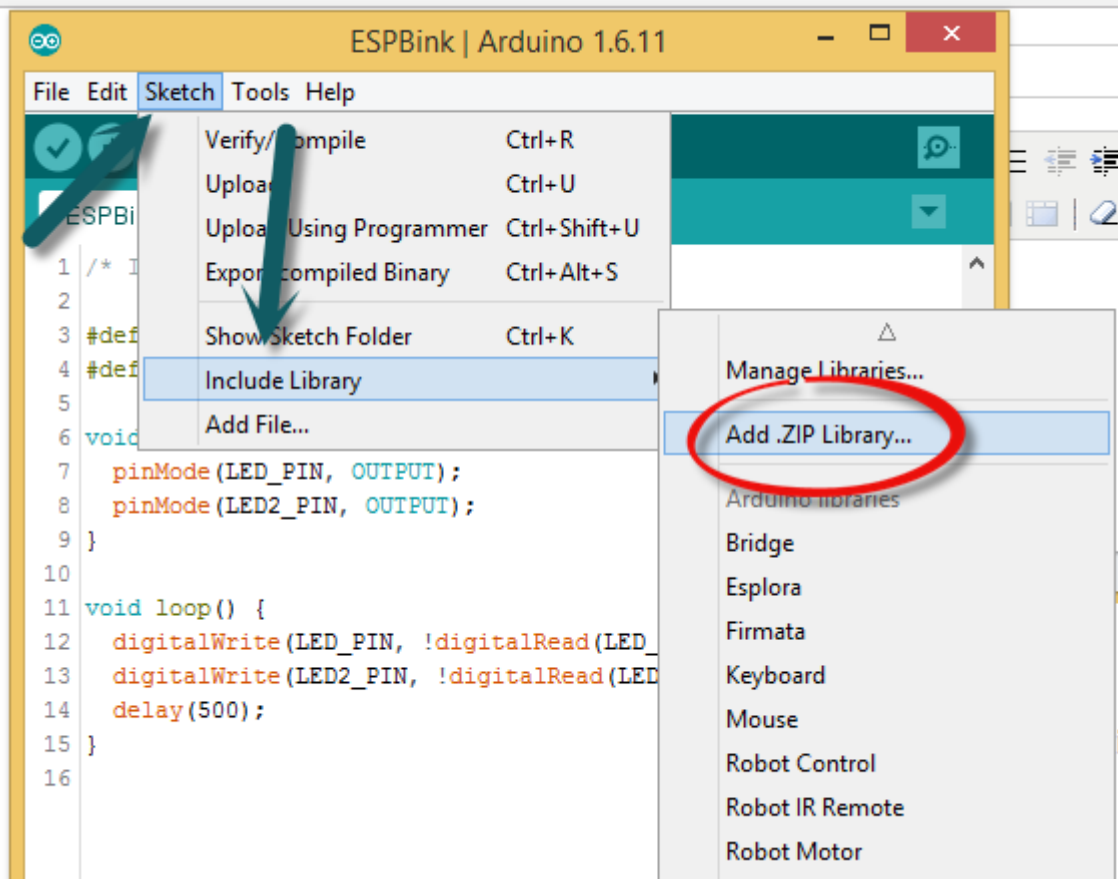 ESPBink | Arduino 1.6.11
File Edit Sketch Tools Help
Verify/Compile Ctrl+R
Upload Ctrl+U
Upload Using Programmer Ctrl+Shift+U
Export compiled Binary Ctrl+Alt+S
Show Sketch Folder Ctrl+K
Include Library
Add File...
Manage Libraries...
Add .ZIP Library...
Arduino libraries
Bridge
Esplora
Firmata
Keyboard
Mouse
Robot Control
Robot IR Remote
Robot Motor
ESPBi
1 /* I
2
3 #def
4 #def
5
6 void
7 pinMode(LED_PIN, OUTPUT);
8 pinMode(LED2_PIN, OUTPUT);
9 }
10
11 void loop() {
12 digitalWrite(LED_PIN, !digitalRead(LED_
13 digitalWrite(LED2_PIN, !digitalRead(LED
14 delay(500);
15 }
16